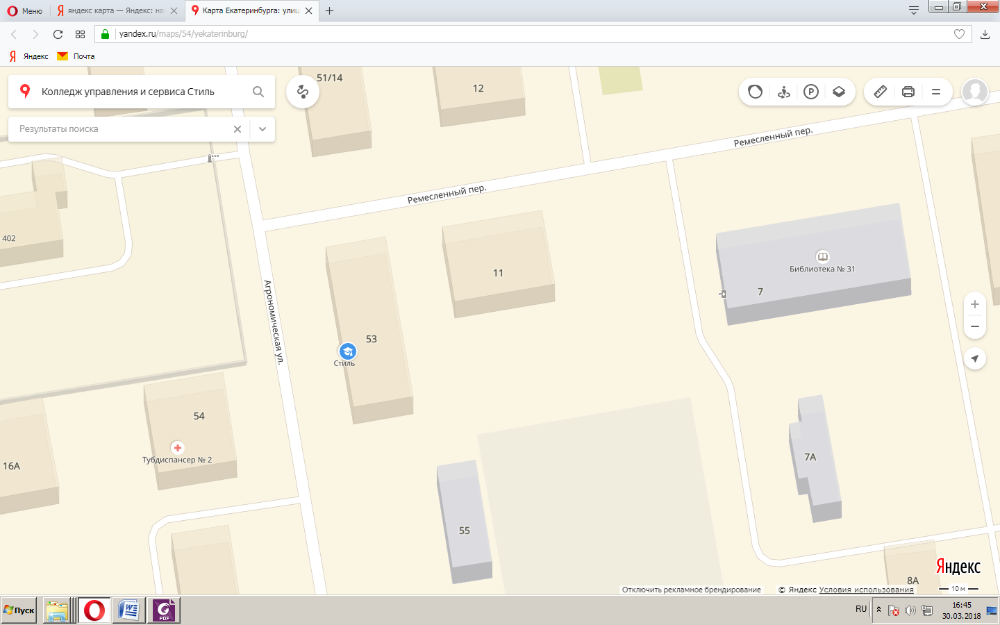 Меню
яндекс карта — Яндекс: на
Карта Екатеринбурга: улиц
yandex.ru/maps/54/yekaterinburg/
Яндекс
Почта
Колледж управления и сервиса Стиль
Результаты поиска
51/14
12
Ремесленный пер.
Ремесленный пер.
402
11
Библиотека № 31
7
Агрономическая ул.
53
Стиль
54
Тубдиспансер № 2
16А
7А
55
8А
Яндекс
Отключить рекламное брендирование
© Яндекс Условия использования
10 м
Пуск
PDF
RU
16:45
30.03.2018